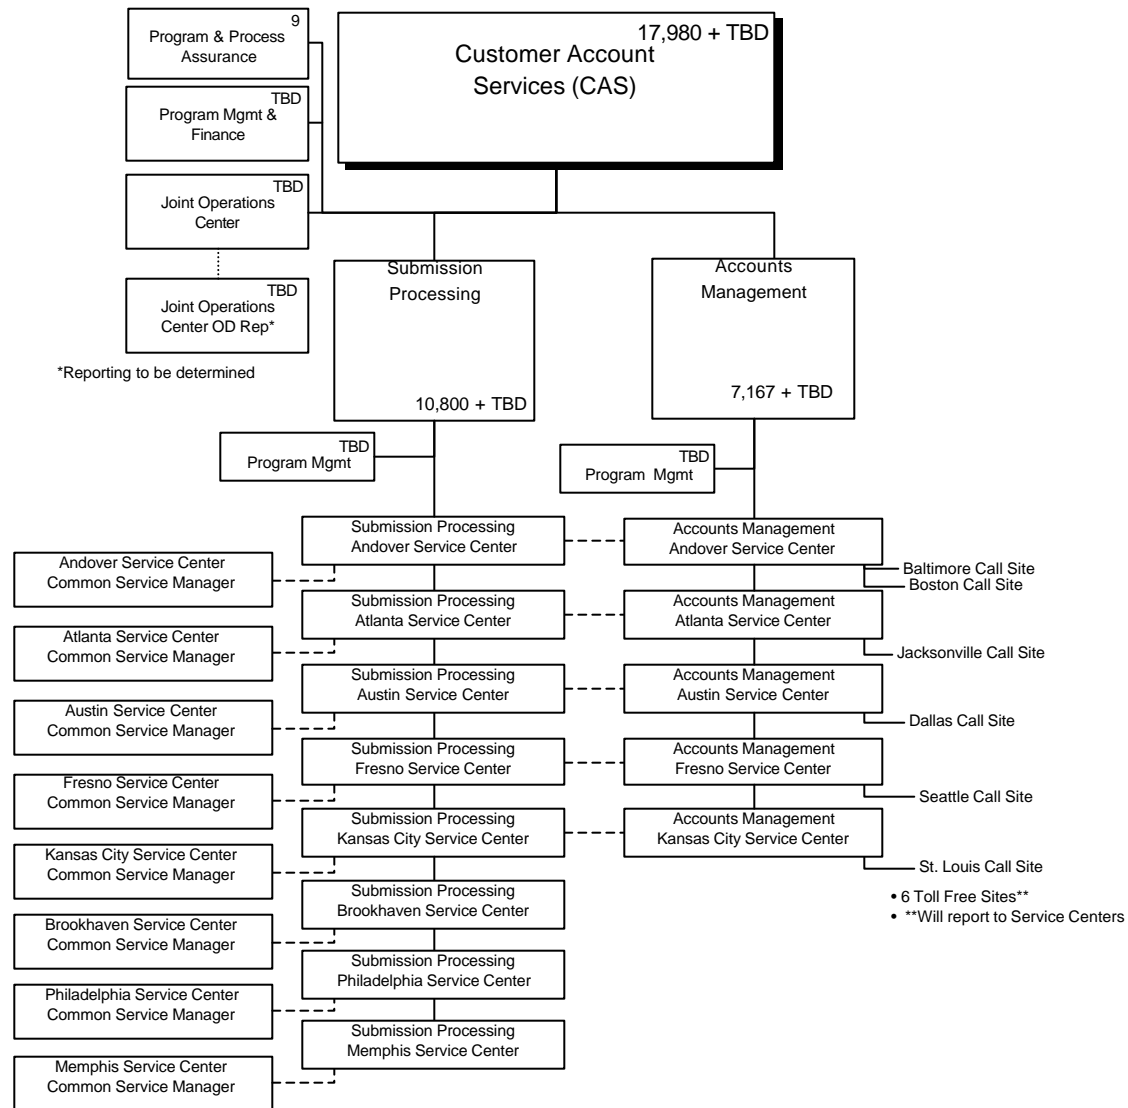 9
Program & Process
Assurance
17,980 + TBD
Customer Account
Services (CAS)
TBD
Program Mgmt &
Finance
TBD
Joint Operations
Center
TBD
Joint Operations
Center OD Rep*
*Reporting to be determined
Submission
Processing
10,800 + TBD
Accounts
Management
7,167 + TBD
TBD
Program Mgmt
TBD
Program Mgmt
Submission Processing
Andover Service Center
Accounts Management
Andover Service Center
Andover Service Center
Common Service Manager
Baltimore Call Site
Boston Call Site
Submission Processing
Atlanta Service Center
Accounts Management
Atlanta Service Center
Atlanta Service Center
Common Service Manager
Jacksonville Call Site
Submission Processing
Austin Service Center
Accounts Management
Austin Service Center
Austin Service Center
Common Service Manager
Dallas Call Site
Submission Processing
Fresno Service Center
Accounts Management
Fresno Service Center
Fresno Service Center
Common Service Manager
Seattle Call Site
Submission Processing
Kansas City Service Center
Accounts Management
Kansas City Service Center
Kansas City Service Center
Common Service Manager
St. Louis Call Site
• 6 Toll Free Sites**
• **Will report to Service Centers
Submission Processing
Brookhaven Service Center
Brookhaven Service Center
Common Service Manager
Submission Processing
Philadelphia Service Center
Philadelphia Service Center
Common Service Manager
Submission Processing
Memphis Service Center
Memphis Service Center
Common Service Manager